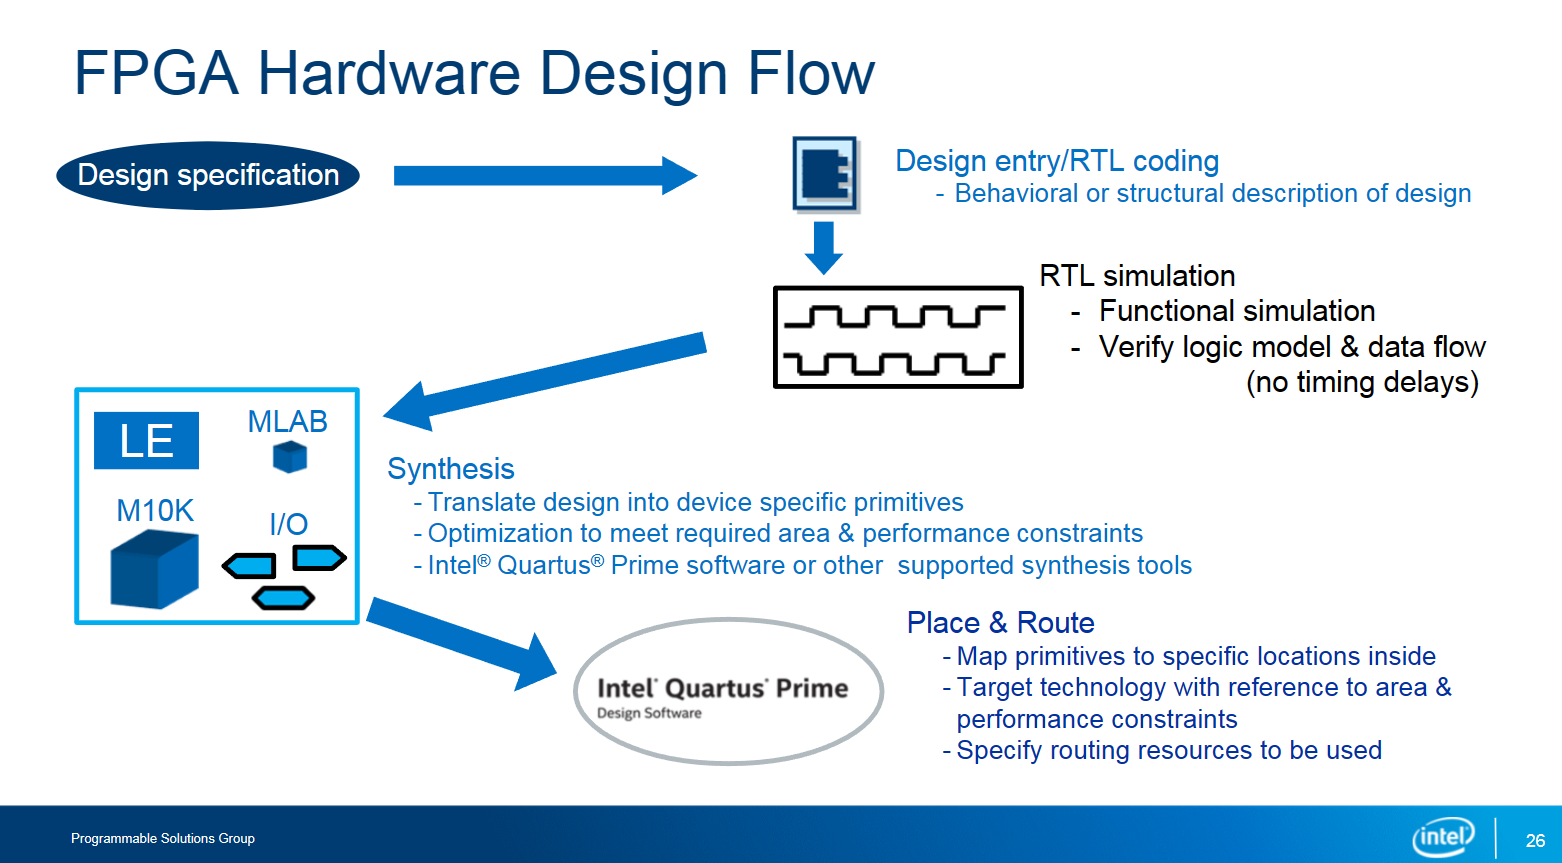 FPGA Hardware Design Flow
Design specification
Design entry/RTL coding
- Behavioral or structural description of design
RTL simulation
- Functional simulation
- Verify logic model & data flow
(no timing delays)
LE
MLAB
M10K
I/O
Synthesis
- Translate design into device specific primitives
- Optimization to meet required area & performance constraints
- Intel® Quartus® Prime software or other  supported synthesis tools
Intel® Quartus® Prime
Design Software
Place & Route
- Map primitives to specific locations inside
- Target technology with reference to area &
performance constraints
- Specify routing resources to be used
Programmable Solutions Group
intel
26